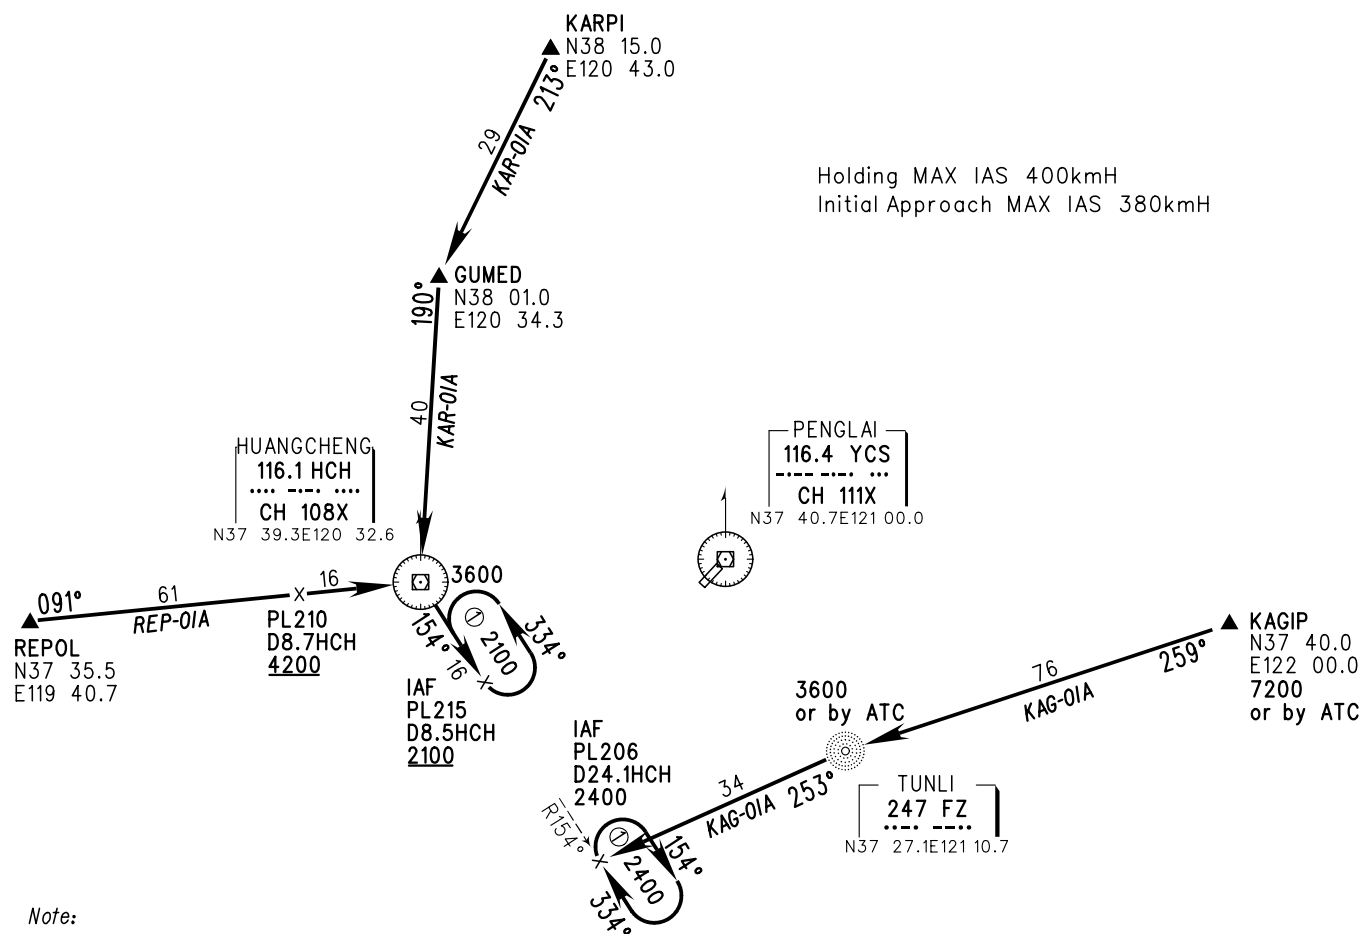 KARPI
N38 15.0
E120 43.0
213°
29
KAR-01A
Holding MAX IAS 400kmH
Initial Approach MAX IAS 380kmH
GUMED
N38 01.0
E120 34.3
190°
40
KAR-01A
HUANGCHENG
116.1 HCH
.... -.-. ....
CH 108X
N37 39.3E120 32.6
PENGLAI
116.4 YCS
-.-- -.-. ...
CH 111X
N37 40.7E121 00.0
3600
091°
61
REP-01A
16
REPOL
N37 35.5
E119 40.7
PL210
D8.7HCH
4200
154°
16
① 2100
334°
IAF
PL215
D8.5HCH
2100
KAGIP
N37 40.0
E122 00.0
7200
or by ATC
259°
76
KAG-01A
3600
or by ATC
IAF
PL206
D24.1HCH
2400
34
KAG-01A
253°
TUNLI
247 FZ
..-. --..
N37 27.1E121 10.7
R154°
① 2400
154°
334°
Note: